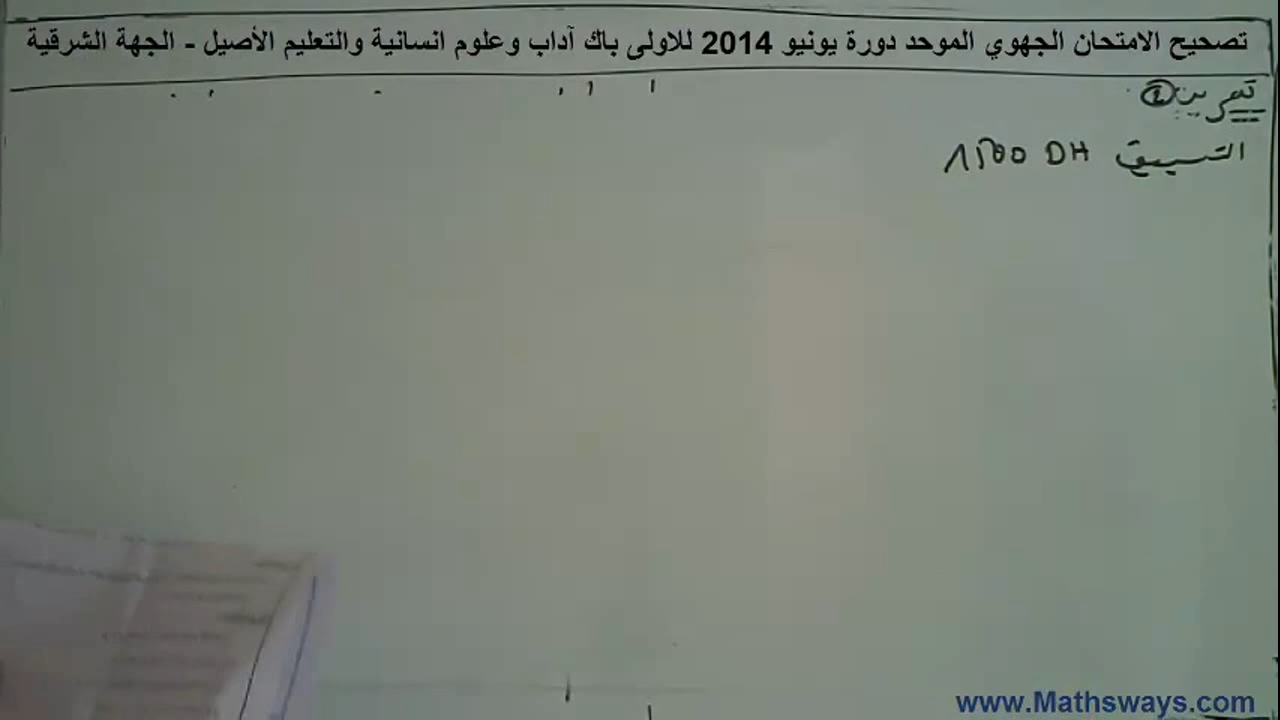 تصحيح الامتحان الجهوي الموحد دورة يونيو 2014 للاولى باك آداب وعلوم انسانية والتعليم الأصيل - الجهة الشرقية
تمرين
التسبيق 1500 DH
www.Mathsways.com